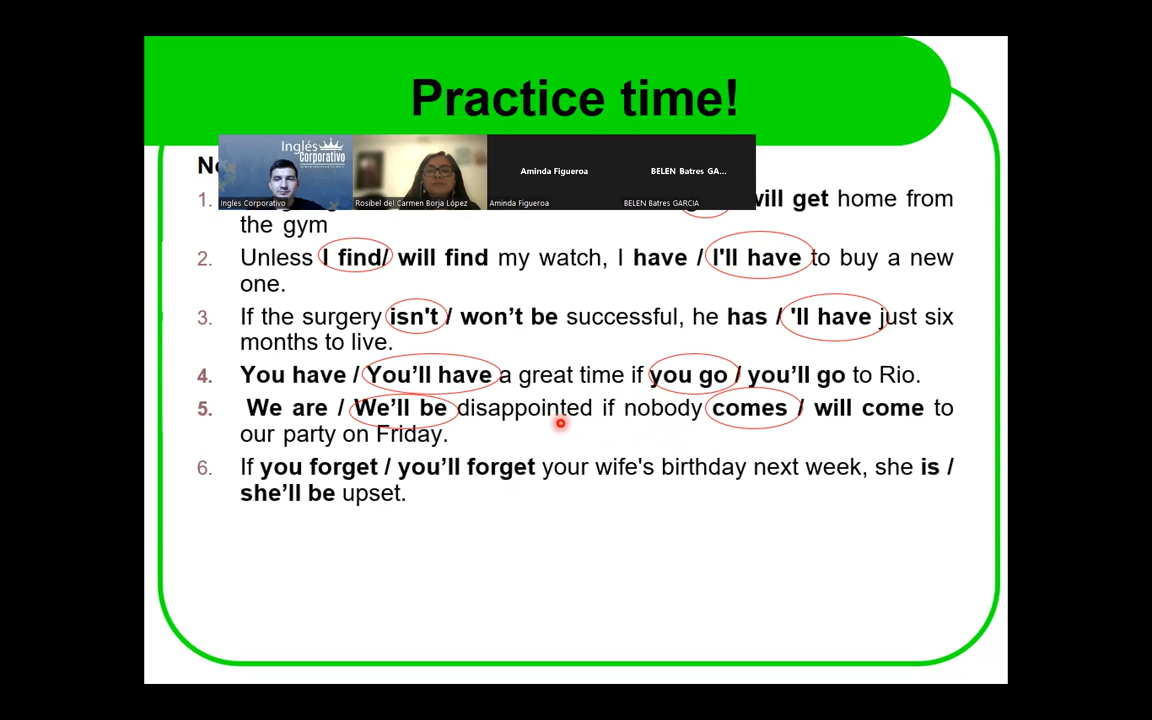 Practice time!
Inglés
Corporativo
Ingles Corporativo
Rosibel del Carmen Borja López
Aminda Figueroa
Aminda Figueroa
BELEN Batres GA...
BELEN Batres GARCIA
1. will get home from
the gym
2. Unless I find/ will find my watch, I have / I'll have to buy a new
one.
3. If the surgery isn't / won’t be successful, he has / 'll have just six
months to live.
4. You have / You’ll have a great time if you go / you’ll go to Rio.
5. We are / We’ll be disappointed if nobody comes / will come to
our party on Friday.
6. If you forget / you’ll forget your wife's birthday next week, she is /
she’ll be upset.